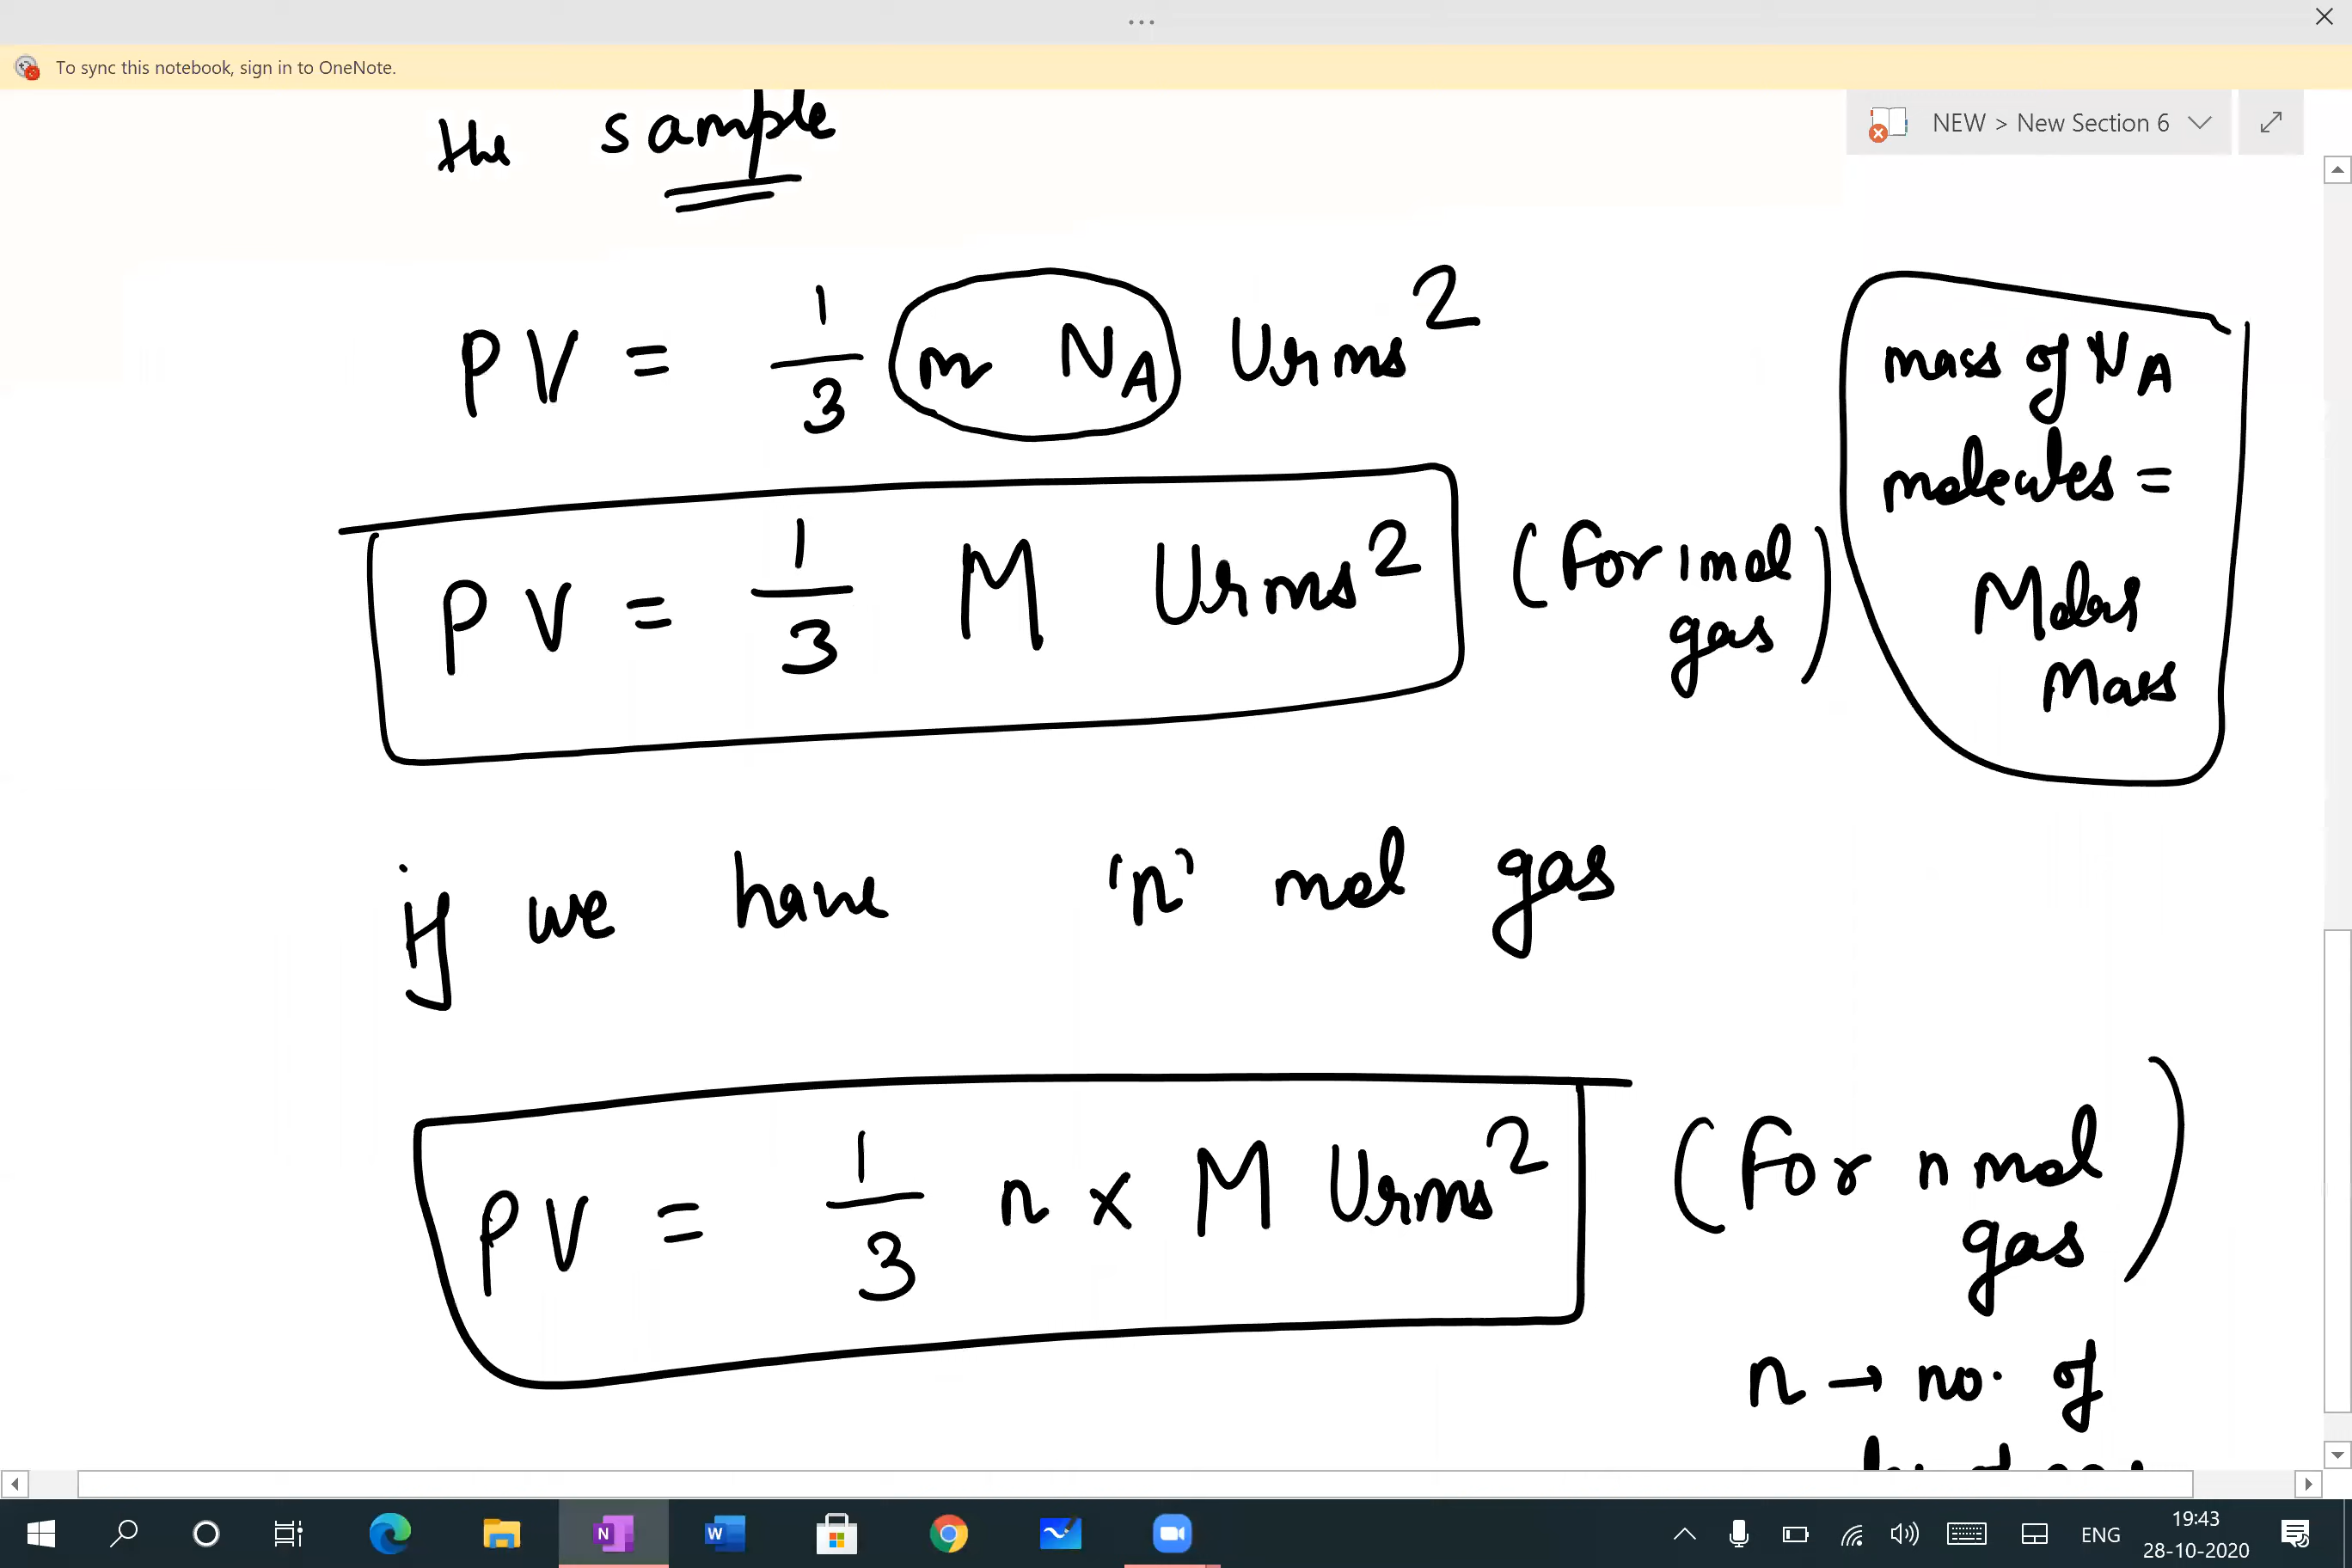 To sync this notebook, sign in to OneNote.
NEW > New Section 6
the sample
PV = 1/3 m N_A Urms²
mass of N_A
molecules =
Molar
Mass
PV = 1/3 M Urms² (for 1 mol
gas)
if we have 'n' mol gas
PV = 1/3 n × M Urms² (For n mol
gas)
n → no. of
ENG
19:43
28-10-2020